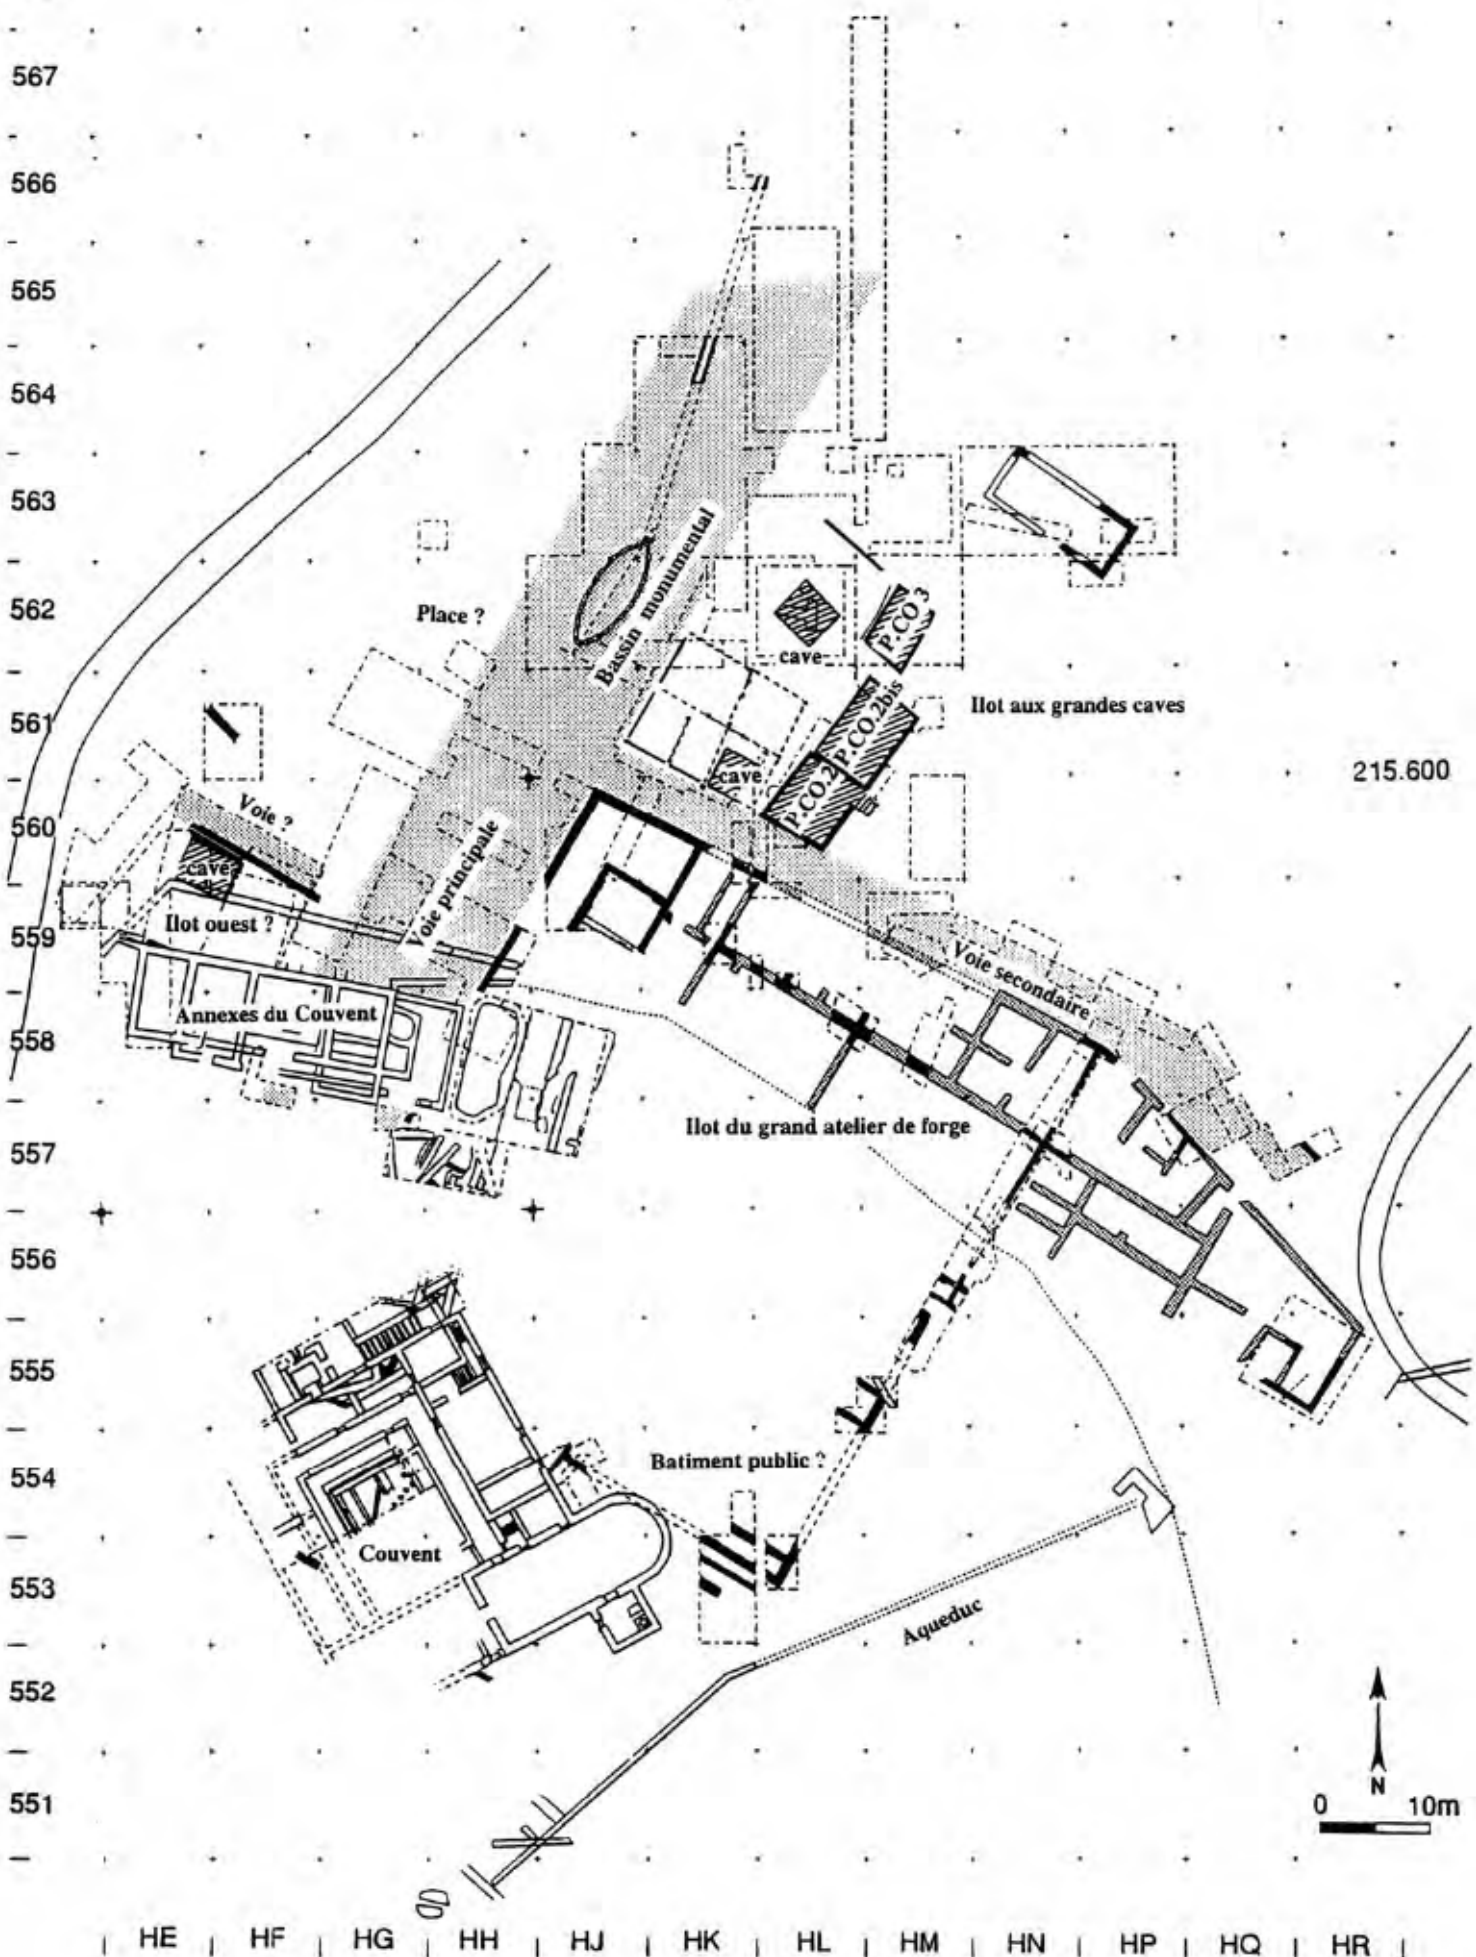 567
566
565
564
563
Bassin monumental
562
Place ?
P.CO.3
cave
P.CO.2bis
561
Ilot aux grandes caves
cave
215.600
P.CO.2
Voie ?
560
Voie principale
cave
Ilot ouest ?
559
Voie secondaire
Annexes du Couvent
558
Ilot du grand atelier de forge
557
556
555
Batiment public ?
554
Couvent
553
Aqueduc
552
N
551
0 10m
HE HF HG HH HJ HK HL HM HN HP HQ HR